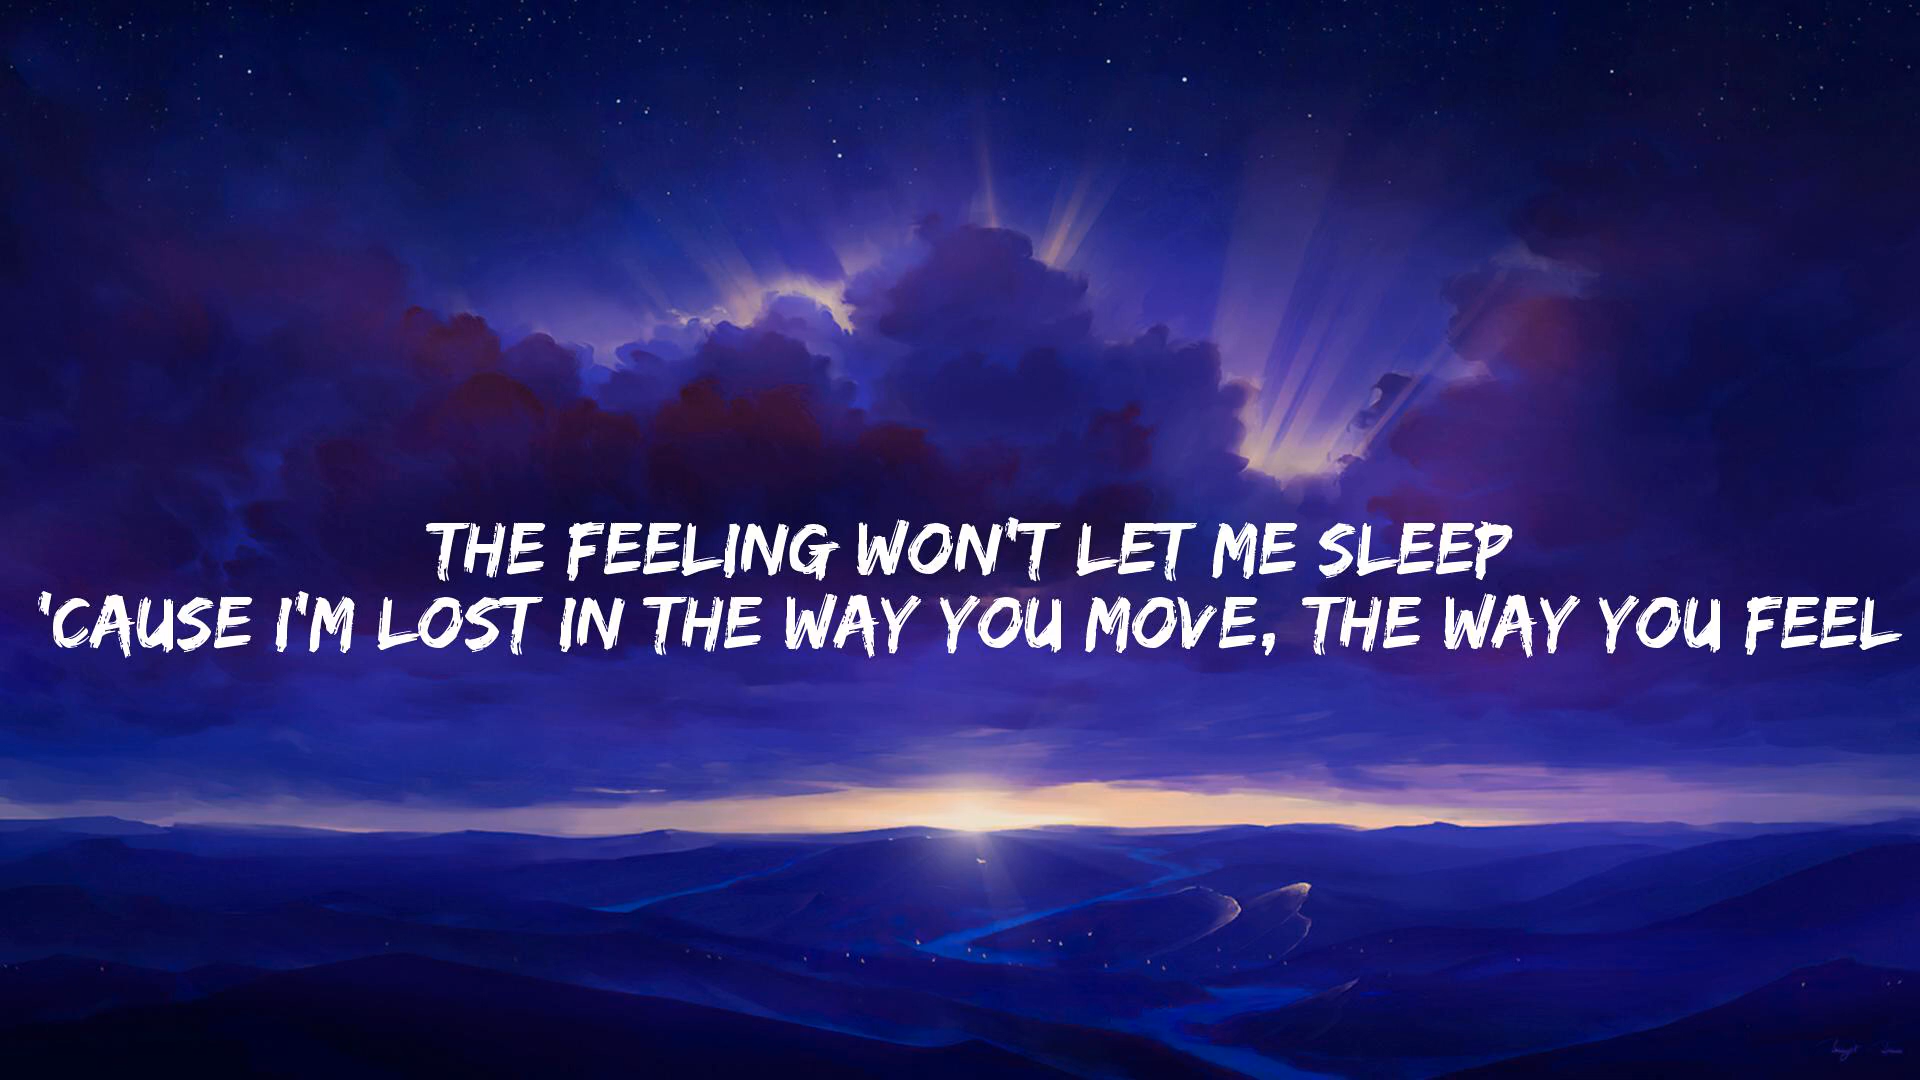 THE FEELING WON'T LET ME SLEEP
'CAUSE I'M LOST IN THE WAY YOU MOVE, THE WAY YOU FEEL